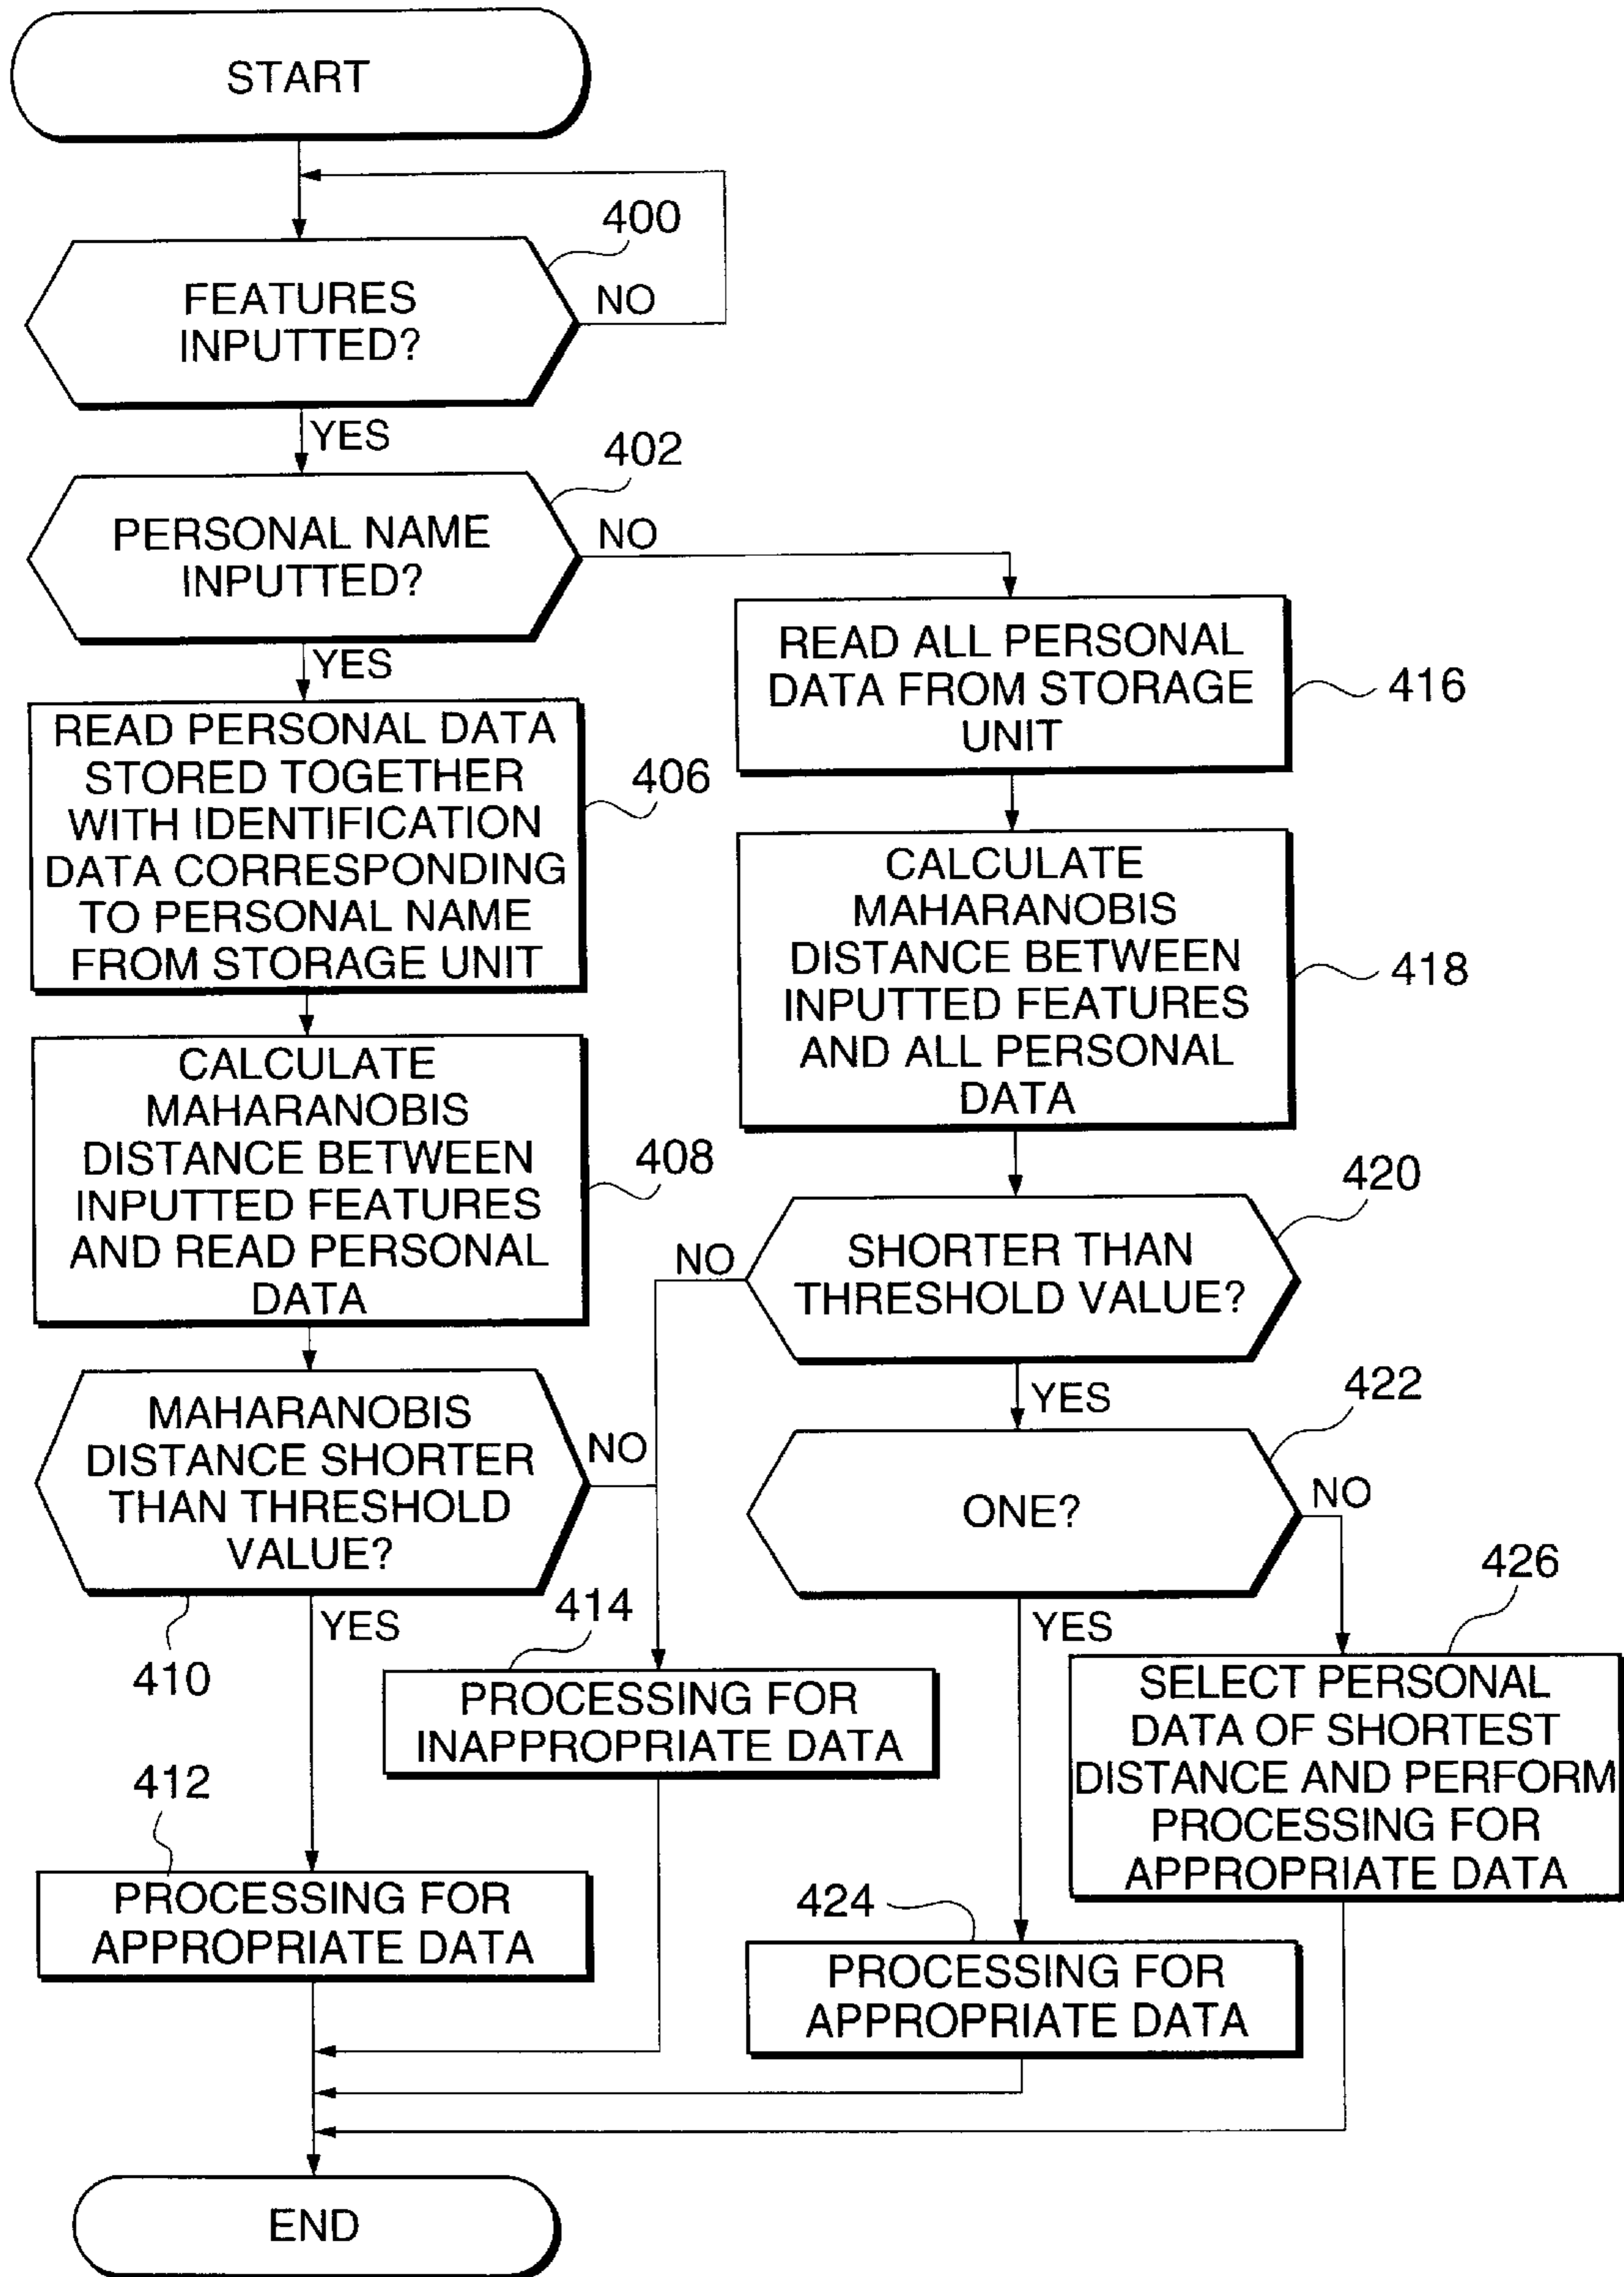 START
400
FEATURES
INPUTTED?
NO
YES
402
PERSONAL NAME
INPUTTED?
NO
YES
READ PERSONAL DATA
STORED TOGETHER
WITH IDENTIFICATION
DATA CORRESPONDING
TO PERSONAL NAME
FROM STORAGE UNIT
406
CALCULATE
MAHARANOBIS
DISTANCE BETWEEN
INPUTTED FEATURES
AND READ PERSONAL
DATA
408
MAHARANOBIS
DISTANCE SHORTER
THAN THRESHOLD
VALUE?
NO
YES
410
412
PROCESSING FOR
APPROPRIATE DATA
414
PROCESSING FOR
INAPPROPRIATE DATA
READ ALL PERSONAL
DATA FROM STORAGE
UNIT
416
CALCULATE
MAHARANOBIS
DISTANCE BETWEEN
INPUTTED FEATURES
AND ALL PERSONAL
DATA
418
420
NO
SHORTER THAN
THRESHOLD VALUE?
YES
422
ONE?
NO
YES
424
PROCESSING FOR
APPROPRIATE DATA
426
SELECT PERSONAL
DATA OF SHORTEST
DISTANCE AND PERFORM
PROCESSING FOR
APPROPRIATE DATA
END